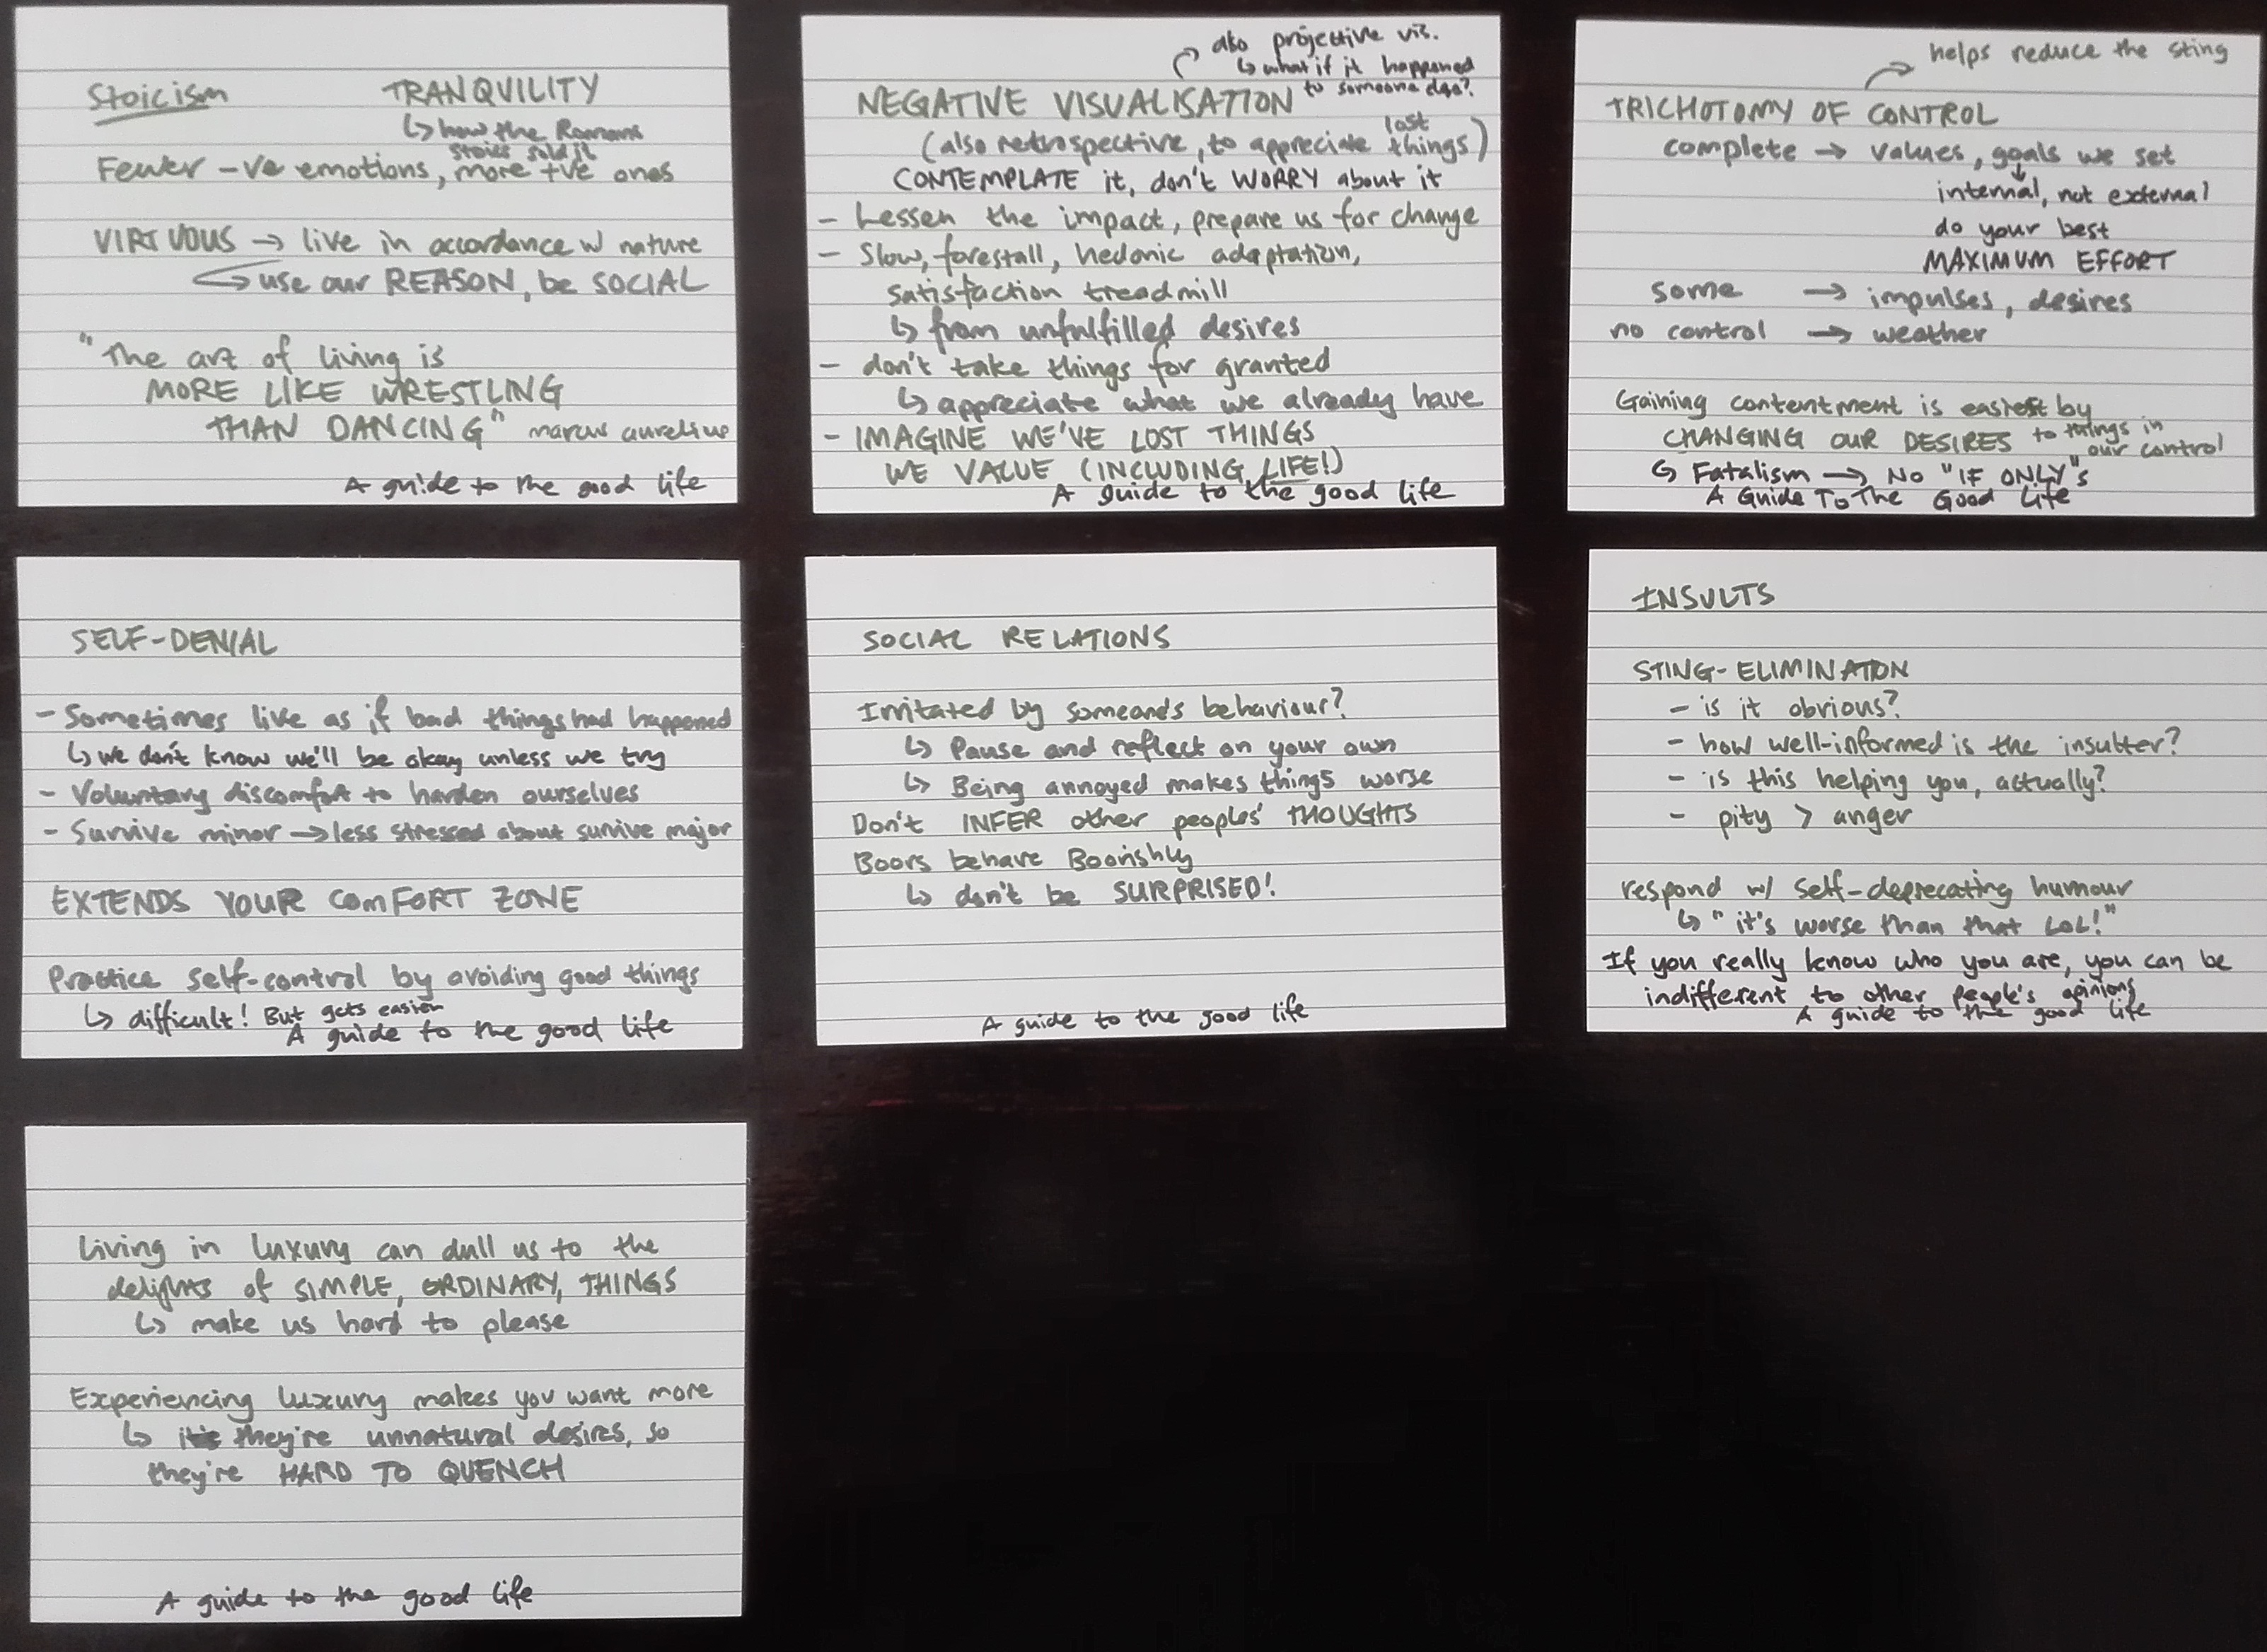 Stoicism TRANQUILITY
↳ how the Romans
stoics sold it
Fewer -ve emotions, more +ve ones
VIRTUOUS → live in accordance w/ nature
↳ use our REASON, be SOCIAL
"The art of living is
MORE LIKE WRESTLING
THAN DANCING" marcus aurelius
A guide to the good life
also projective vis.
↳ what if it happened
to someone else?
NEGATIVE VISUALISATION
(also retrospective, to appreciate lost things)
CONTEMPLATE it, don't WORRY about it
- Lessen the impact, prepare us for change
- Slow, forestall, hedonic adaptation,
satisfaction treadmill
↳ from unfulfilled desires
- don't take things for granted
↳ appreciate what we already have
- IMAGINE WE'VE LOST THINGS
WE VALUE (INCLUDING LIFE!)
A guide to the good life
helps reduce the sting
TRICHOTOMY OF CONTROL
complete → values, goals we set
internal, not external
do your best
MAXIMUM EFFORT
some → impulses, desires
no control → weather
Gaining contentment is easiest by
CHANGING OUR DESIRES to things in
our control
↳ Fatalism → No "IF ONLY"s
A Guide To The Good Life
SELF-DENIAL
- Sometimes live as if bad things had happened
↳ we don't know we'll be okay unless we try
- Voluntary discomfort to harden ourselves
- Survive minor → less stressed about survive major
EXTENDS YOUR COMFORT ZONE
Practice self-control by avoiding good things
↳ difficult! But gets easier
A guide to the good life
SOCIAL RELATIONS
Irritated by someone's behaviour?
↳ Pause and reflect on your own
↳ Being annoyed makes things worse
Don't INFER other peoples' THOUGHTS
Boors behave Boorishly
↳ don't be SURPRISED!
A guide to the good life
INSULTS
STING-ELIMINATION
- is it obvious?
- how well-informed is the insulter?
- is this helping you, actually?
- pity > anger
respond w/ self-deprecating humour
↳ "it's worse than that LOL!"
If you really know who you are, you can be
indifferent to other people's opinions
A guide to the good life
Living in luxury can dull us to the
delights of SIMPLE, ORDINARY, THINGS
↳ make us hard to please
Experiencing luxury makes you want more
↳ they're unnatural desires, so
they're HARD TO QUENCH
A guide to the good life